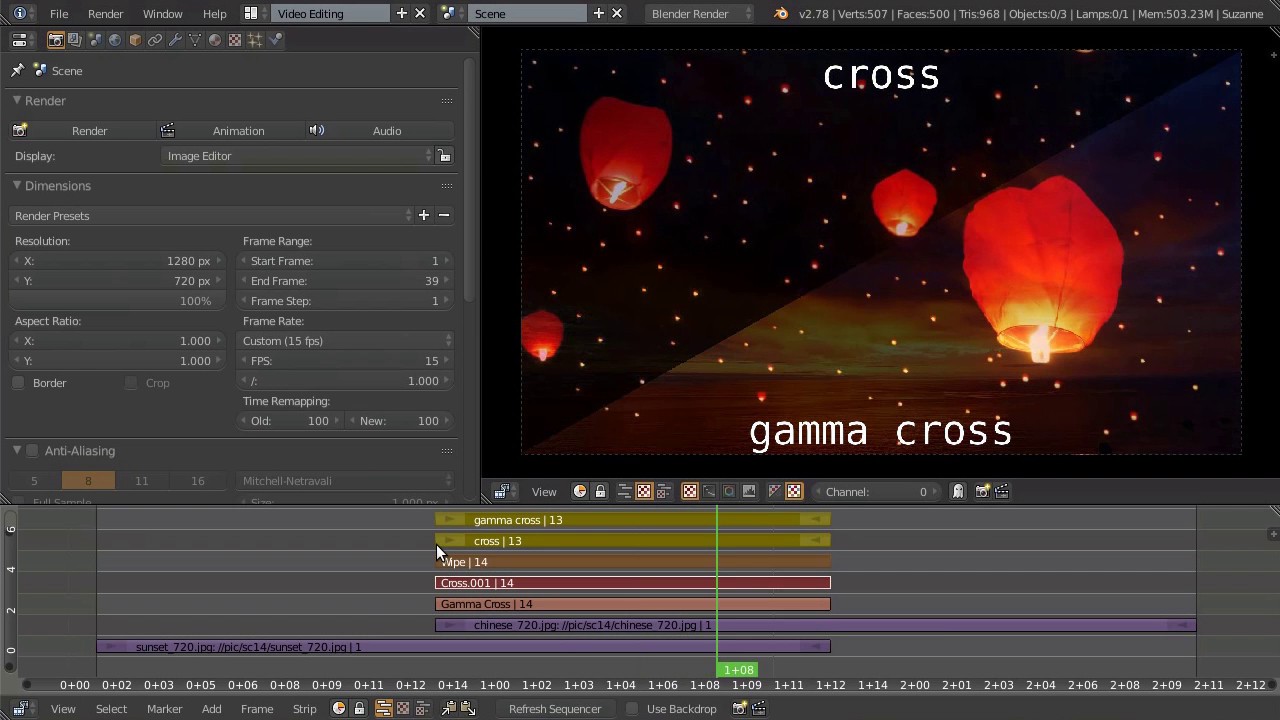 File Render Window Help Video Editing Scene Blender Render v2.78 | Verts:507 | Faces:500 | Tris:968 | Objects:0/3 | Lamps:0/1 | Mem:503.23M | Suzanne
Scene
Render
Render Animation Audio
Display: Image Editor
Dimensions
Render Presets
Resolution: Frame Range:
X: 1280 px Start Frame: 1
Y: 720 px End Frame: 39
100% Frame Step: 1
Aspect Ratio: Frame Rate:
X: 1.000 Custom (15 fps)
Y: 1.000 FPS: 15
Border Crop /: 1.000
Time Remapping:
Old: 100 New: 100
Anti-Aliasing
5 8 11 16 Mitchell-Netravali
Full Sample Size: 1.000 px
cross
gamma cross
View Channel: 0
gamma cross | 13
cross | 13
Wipe | 14
Cross.001 | 14
Gamma Cross | 14
chinese_720.jpg: //pic/sc14/chinese_720.jpg | 1
sunset_720.jpg: //pic/sc14/sunset_720.jpg | 1
6
4
2
0
1+08
0+00 0+02 0+03 0+05 0+06 0+07 0+09 0+10 0+12 0+14 1+00 1+02 1+03 1+04 1+06 1+08 1+09 1+11 1+12 2+00 2+02 2+03 2+04 2+06 2+08 2+09 2+11 2+12
View Select Marker Add Frame Strip Refresh Sequencer Use Backdrop